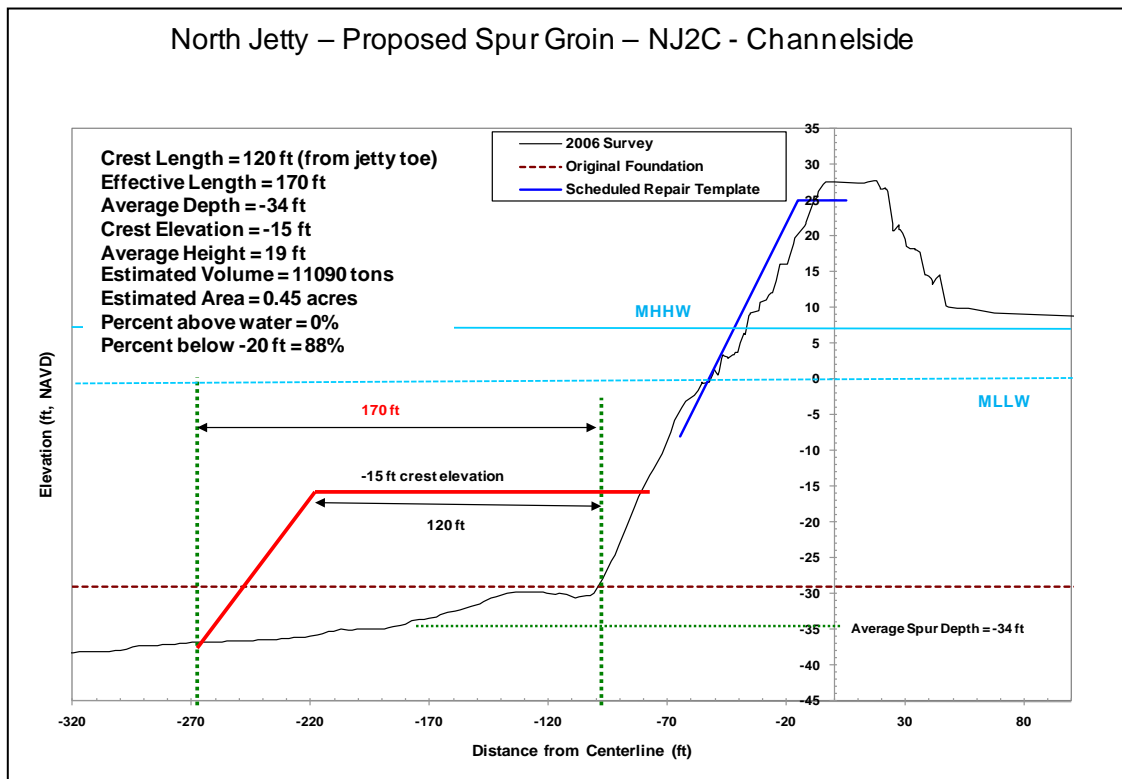 North Jetty – Proposed Spur Groin – NJ2C - Channelside
Crest Length = 120 ft (from jetty toe)
Effective Length = 170 ft
Average Depth = -34 ft
Crest Elevation = -15 ft
Average Height = 19 ft
Estimated Volume = 11090 tons
Estimated Area = 0.45 acres
Percent above water = 0%
Percent below -20 ft = 88%
2006 Survey
Original Foundation
Scheduled Repair Template
35
30
25
20
15
10
5
0
-5
-10
-15
-20
-25
-30
-35
-40
-45
MHHW
MLLW
170 ft
-15 ft crest elevation
120 ft
Average Spur Depth = -34 ft
Elevation (ft, NAVD)
-320
-270
-220
-170
-120
-70
-20
30
80
Distance from Centerline (ft)